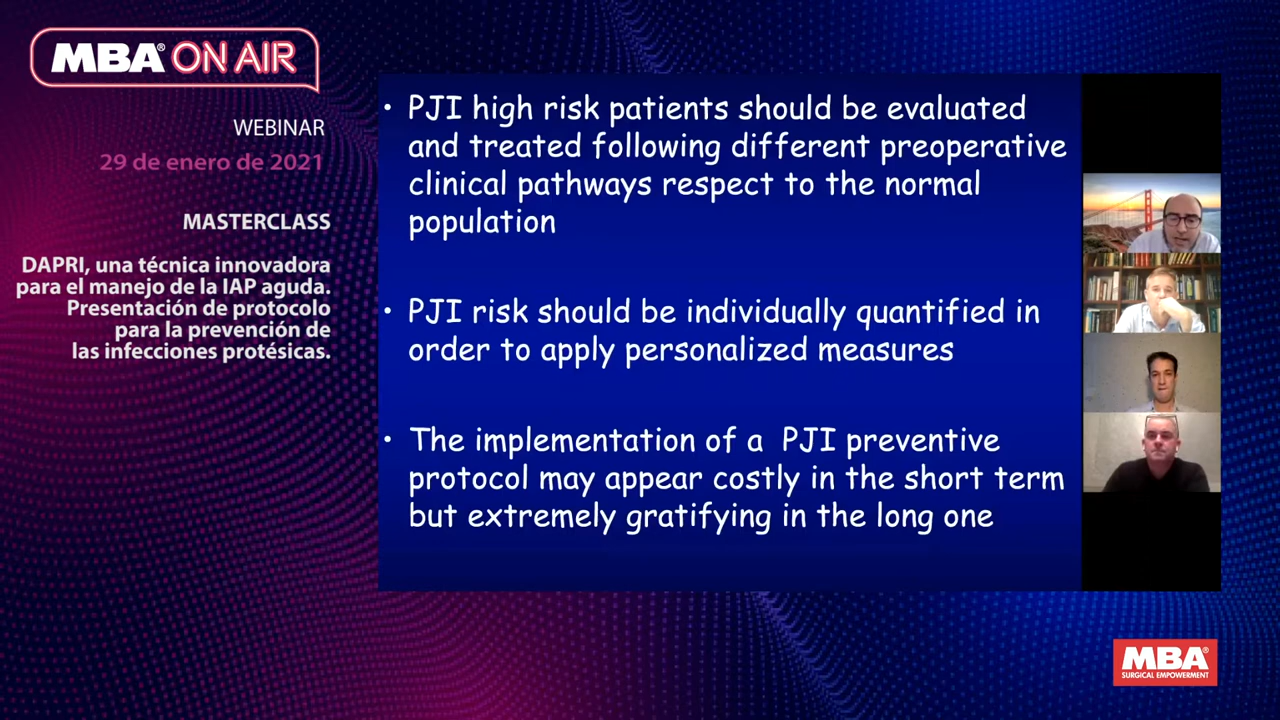 MBA® ON AIR
WEBINAR
29 de enero de 2021
MASTERCLASS
DAPRI, una técnica innovadora
para el manejo de la IAP aguda.
Presentación de protocolo
para la prevención de
las infecciones protésicas.
• PJI high risk patients should be evaluated
and treated following different preoperative
clinical pathways respect to the normal
population
• PJI risk should be individually quantified in
order to apply personalized measures
• The implementation of a PJI preventive
protocol may appear costly in the short term
but extremely gratifying in the long one
MBA®
SURGICAL EMPOWERMENT